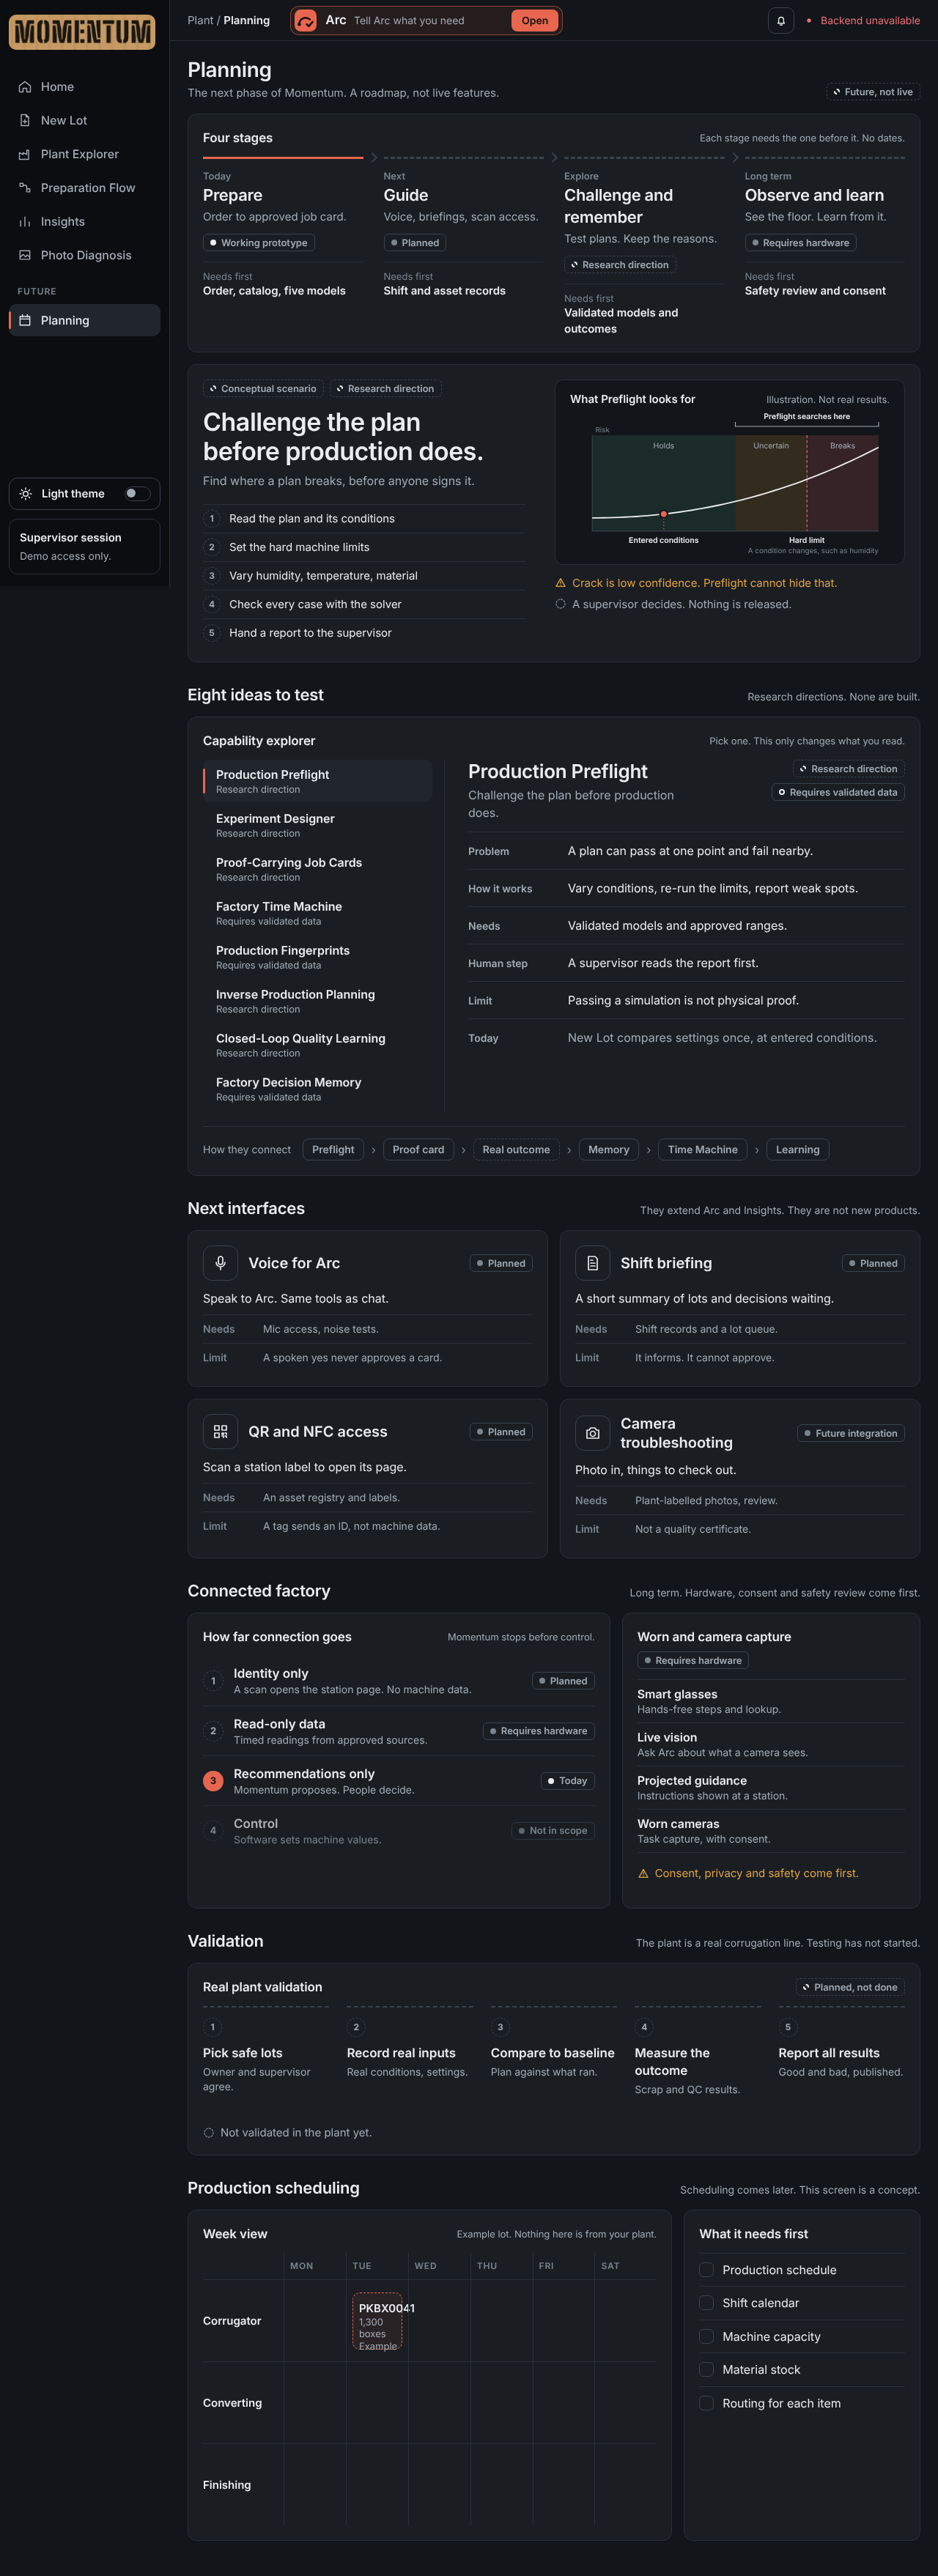 MOMENTUM
Home
New Lot
Plant Explorer
Preparation Flow
Insights
Photo Diagnosis
FUTURE
Planning
Light theme
Supervisor session
Demo access only.
Plant / Planning
Arc Tell Arc what you need Open
Backend unavailable
Planning
The next phase of Momentum. A roadmap, not live features.
Future, not live
Four stages
Each stage needs the one before it. No dates.
Today
Prepare
Order to approved job card.
Working prototype
Needs first
Order, catalog, five models
Next
Guide
Voice, briefings, scan access.
Planned
Needs first
Shift and asset records
Explore
Challenge and
remember
Test plans. Keep the reasons.
Research direction
Needs first
Validated models and
outcomes
Long term
Observe and learn
See the floor. Learn from it.
Requires hardware
Needs first
Safety review and consent
Conceptual scenario
Research direction
Challenge the plan
before production does.
Find where a plan breaks, before anyone signs it.
1 Read the plan and its conditions
2 Set the hard machine limits
3 Vary humidity, temperature, material
4 Check every case with the solver
5 Hand a report to the supervisor
What Preflight looks for
Illustration. Not real results.
Preflight searches here
Risk
Holds
Uncertain
Breaks
Entered conditions
Hard limit
A condition changes, such as humidity
Crack is low confidence. Preflight cannot hide that.
A supervisor decides. Nothing is released.
Eight ideas to test
Research directions. None are built.
Capability explorer
Pick one. This only changes what you read.
Production Preflight
Research direction
Experiment Designer
Research direction
Proof-Carrying Job Cards
Research direction
Factory Time Machine
Requires validated data
Production Fingerprints
Requires validated data
Inverse Production Planning
Research direction
Closed-Loop Quality Learning
Research direction
Factory Decision Memory
Requires validated data
Production Preflight
Challenge the plan before production
does.
Research direction
Requires validated data
Problem A plan can pass at one point and fail nearby.
How it works Vary conditions, re-run the limits, report weak spots.
Needs Validated models and approved ranges.
Human step A supervisor reads the report first.
Limit Passing a simulation is not physical proof.
Today New Lot compares settings once, at entered conditions.
How they connect Preflight › Proof card › Real outcome › Memory › Time Machine › Learning
Next interfaces
They extend Arc and Insights. They are not new products.
Voice for Arc
Planned
Speak to Arc. Same tools as chat.
Needs Mic access, noise tests.
Limit A spoken yes never approves a card.
Shift briefing
Planned
A short summary of lots and decisions waiting.
Needs Shift records and a lot queue.
Limit It informs. It cannot approve.
QR and NFC access
Planned
Scan a station label to open its page.
Needs An asset registry and labels.
Limit A tag sends an ID, not machine data.
Camera
troubleshooting
Future integration
Photo in, things to check out.
Needs Plant-labelled photos, review.
Limit Not a quality certificate.
Connected factory
Long term. Hardware, consent and safety review come first.
How far connection goes
Momentum stops before control.
1 Identity only
A scan opens the station page. No machine data.
Planned
2 Read-only data
Timed readings from approved sources.
Requires hardware
3 Recommendations only
Momentum proposes. People decide.
Today
4 Control
Software sets machine values.
Not in scope
Worn and camera capture
Requires hardware
Smart glasses
Hands-free steps and lookup.
Live vision
Ask Arc about what a camera sees.
Projected guidance
Instructions shown at a station.
Worn cameras
Task capture, with consent.
Consent, privacy and safety come first.
Validation
The plant is a real corrugation line. Testing has not started.
Real plant validation
Planned, not done
1
Pick safe lots
Owner and supervisor
agree.
2
Record real inputs
Real conditions, settings.
3
Compare to baseline
Plan against what ran.
4
Measure the
outcome
Scrap and QC results.
5
Report all results
Good and bad, published.
Not validated in the plant yet.
Production scheduling
Scheduling comes later. This screen is a concept.
Week view
Example lot. Nothing here is from your plant.
MON TUE WED THU FRI SAT
Corrugator
PKBX0041
1,300
boxes
Example
Converting
Finishing
What it needs first
Production schedule
Shift calendar
Machine capacity
Material stock
Routing for each item